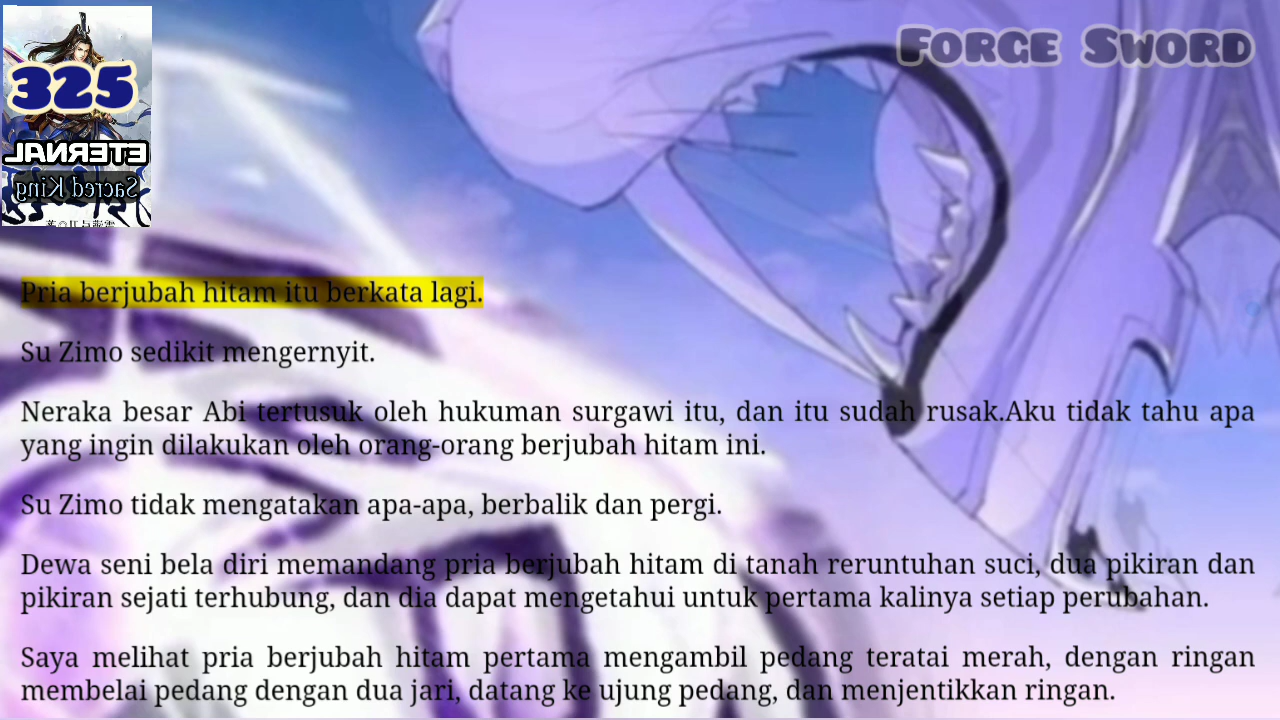 Forge Sword
325
ETERNAL
Sacred King
Pria berjubah hitam itu berkata lagi.
Su Zimo sedikit mengernyit.
Neraka besar Abi tertusuk oleh hukuman surgawi itu, dan itu sudah rusak.Aku tidak tahu apa
yang ingin dilakukan oleh orang-orang berjubah hitam ini.
Su Zimo tidak mengatakan apa-apa, berbalik dan pergi.
Dewa seni bela diri memandang pria berjubah hitam di tanah reruntuhan suci, dua pikiran dan
pikiran sejati terhubung, dan dia dapat mengetahui untuk pertama kalinya setiap perubahan.
Saya melihat pria berjubah hitam pertama mengambil pedang teratai merah, dengan ringan
membelai pedang dengan dua jari, datang ke ujung pedang, dan menjentikkan ringan.